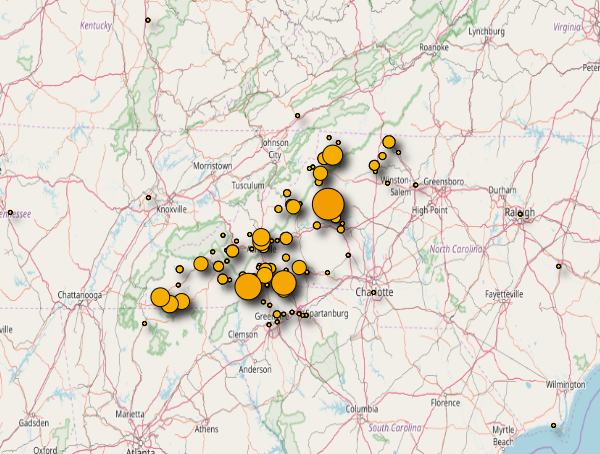 Kentucky
Lynchburg
Virginia
Roanoke
Peter
Johnson
City
Morristown
Tusculum
Winston-
Salem
Greensboro
Durham
Knoxville
High Point
Raleigh
North Carolina
Chattanooga
Charlotte
Fayetteville
Spartanburg
Clemson
Anderson
Wilmington
Florence
Columbia
Marietta
Gadsden
Athens
South Carolina
Myrtle
Beach
Oxford
Atlanta